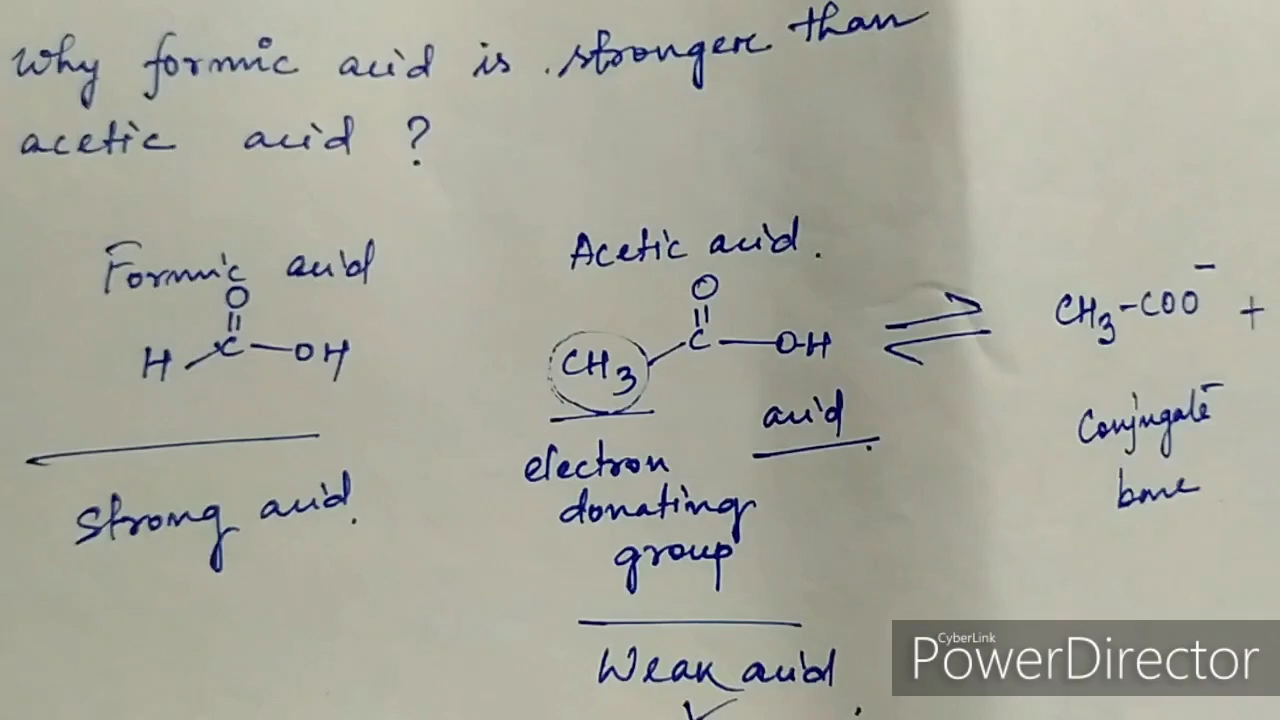 Why formic acid is stronger than
acetic acid ?
Formic acid
O
H C OH
Strong acid.
Acetic acid.
O
CH3 C OH
acid
electron
donating
group
Weak acid
⇌ CH3-COO⁻ +
Conjugate
base
CyberLink
PowerDirector